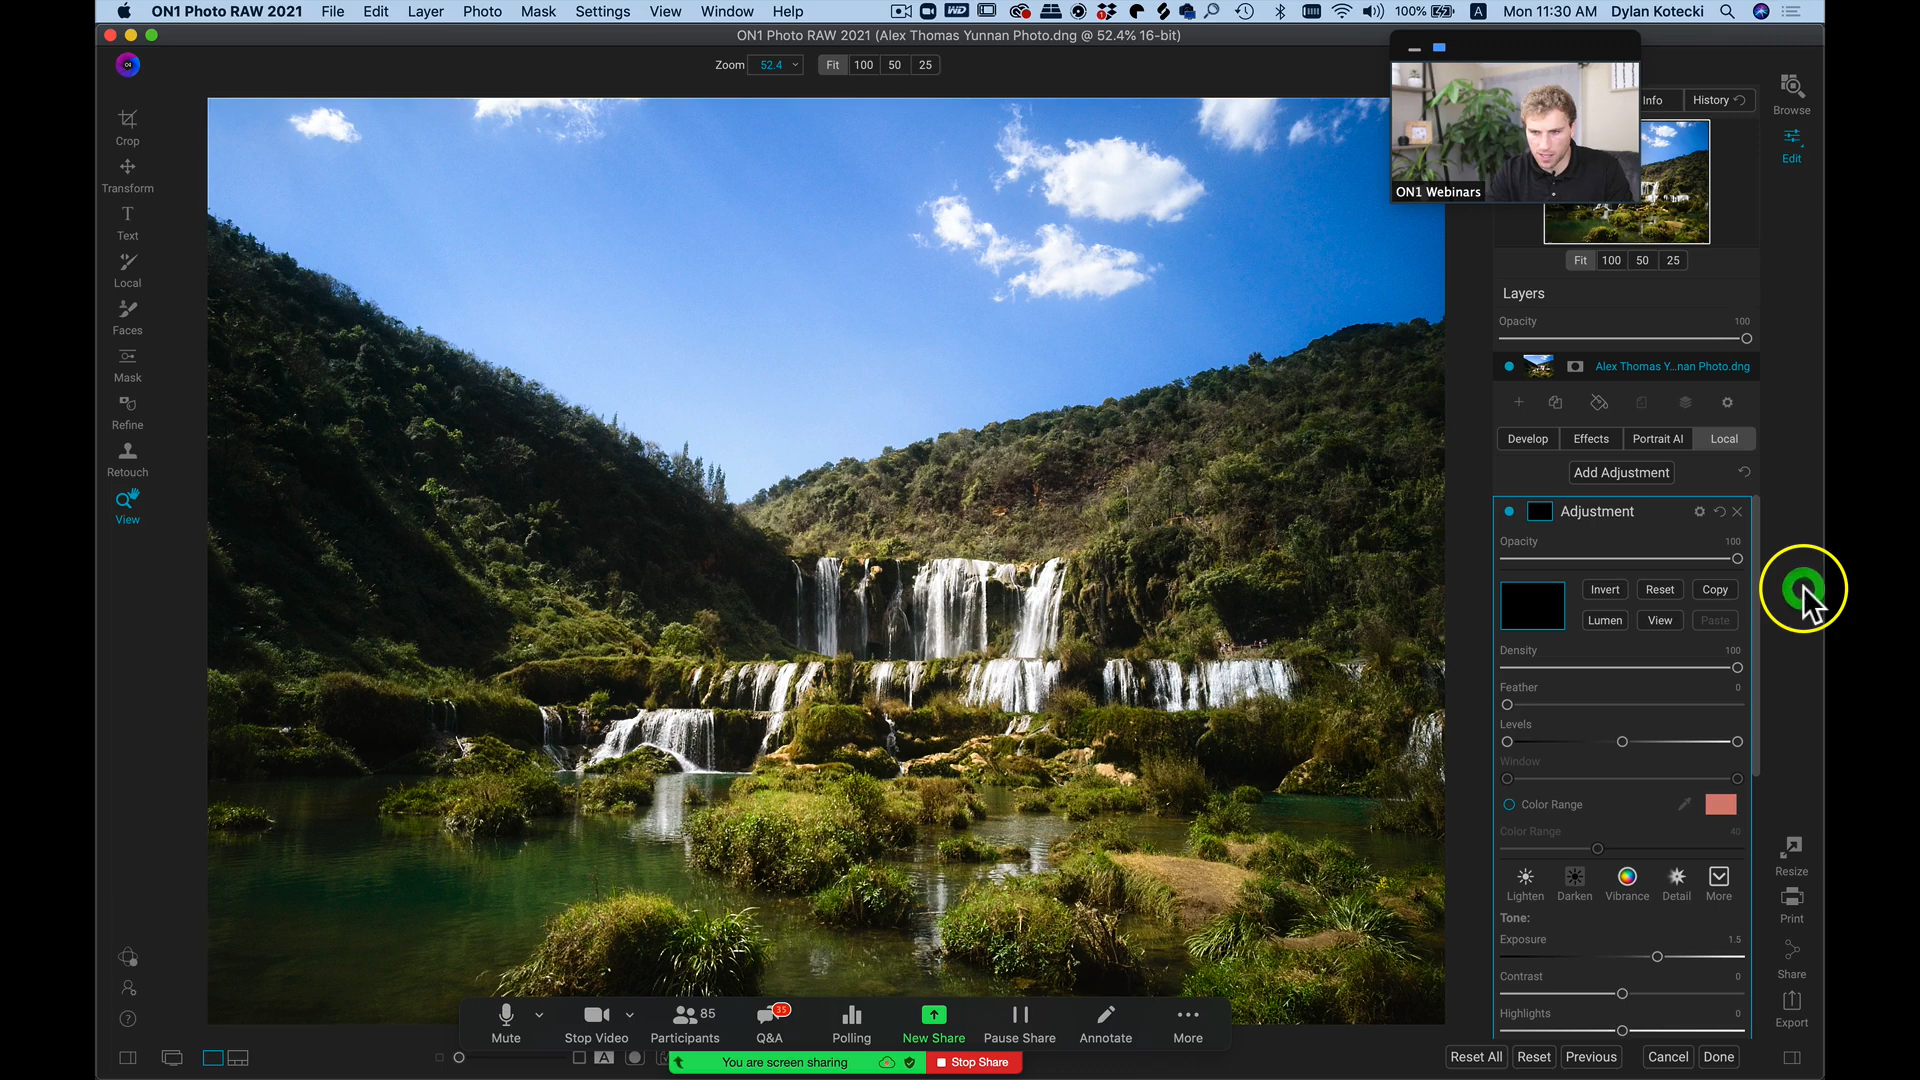 ON1 Photo RAW 2021 File Edit Layer Photo Mask Settings View Window Help 100% A Mon 11:30 AM Dylan Kotecki
ON1 Photo RAW 2021 (Alex Thomas Yunnan Photo.dng @ 52.4% 16-bit)
Zoom 52.4 Fit 100 50 25
Info History
ON1 Webinars
Browse
Edit
Crop
Transform
Text
Local
Faces
Mask
Refine
Retouch
View
Fit 100 50 25
Layers
Opacity 100
Alex Thomas Y...nan Photo.dng
Develop Effects Portrait AI Local
Add Adjustment
Adjustment
Opacity 100
Invert Reset Copy
Lumen View Paste
Density 100
Feather 0
Levels
Window
Color Range
Color Range 40
Lighten Darken Vibrance Detail More
Tone:
Exposure 1.5
Contrast 0
Highlights 0
Resize
Print
Share
Export
85 35
Mute Stop Video Participants Q&A Polling New Share Pause Share Annotate More
A
You are screen sharing Stop Share
Reset All Reset Previous Cancel Done